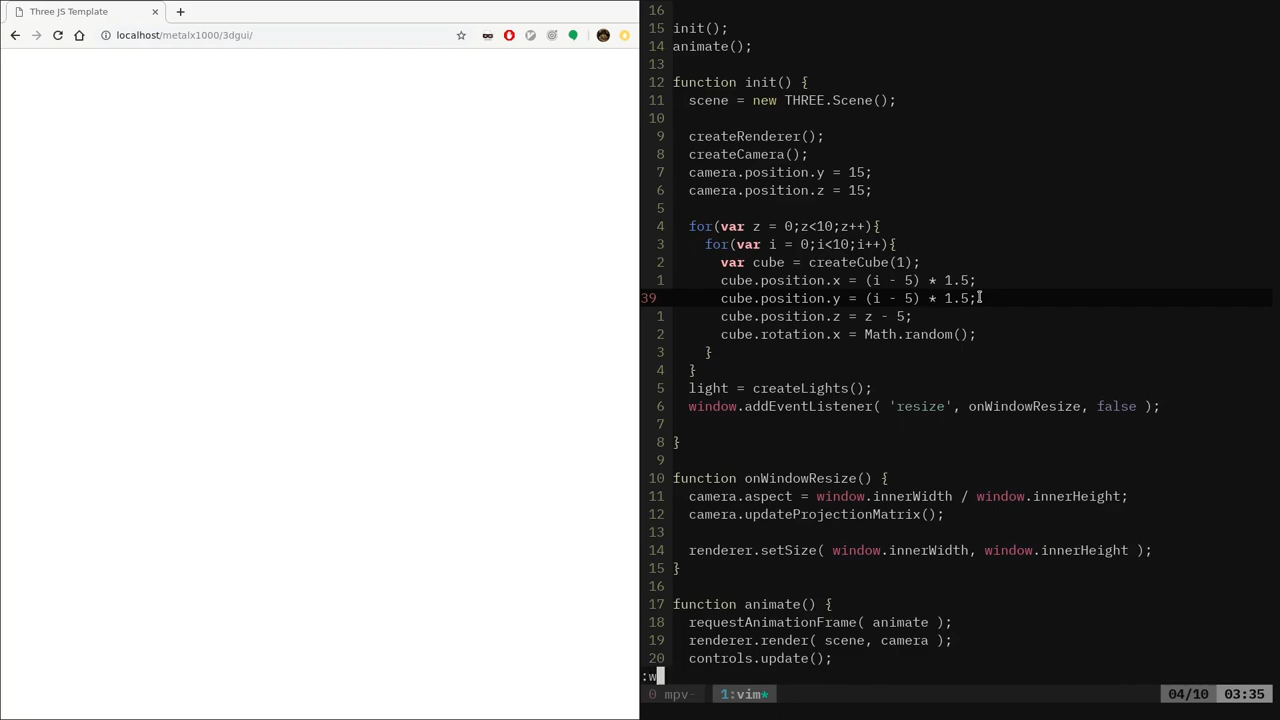 Three JS Template
localhost/metalx1000/3dgui/
16
15 init();
14 animate();
13
12 function init() {
11   scene = new THREE.Scene();
10
9   createRenderer();
8   createCamera();
7   camera.position.y = 15;
6   camera.position.z = 15;
5
4   for(var z = 0;z<10;z++){
3     for(var i = 0;i<10;i++){
2       var cube = createCube(1);
1       cube.position.x = (i - 5) * 1.5;
39       cube.position.y = (i - 5) * 1.5;
1       cube.position.z = z - 5;
2       cube.rotation.x = Math.random();
3     }
4   }
5   light = createLights();
6   window.addEventListener( 'resize', onWindowResize, false );
7
8 }
9
10 function onWindowResize() {
11   camera.aspect = window.innerWidth / window.innerHeight;
12   camera.updateProjectionMatrix();
13
14   renderer.setSize( window.innerWidth, window.innerHeight );
15 }
16
17 function animate() {
18   requestAnimationFrame( animate );
19   renderer.render( scene, camera );
20   controls.update();
:w
0 mpv- 1:vim* 04/10 03:35